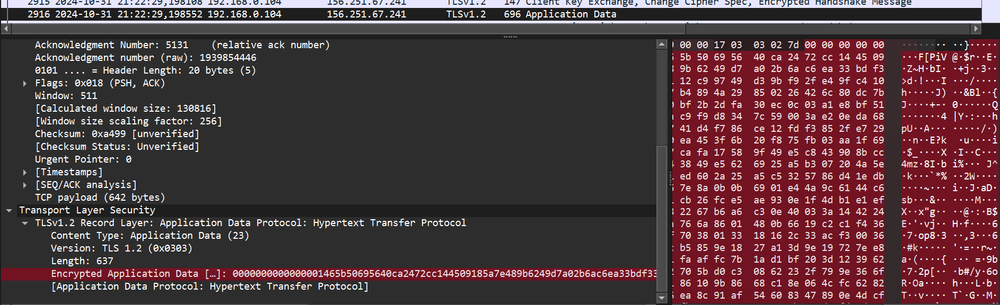 2915 2024-10-31 21:22:29,198108 192.168.0.104 156.251.67.241 TLSv1.2 147 Client Key Exchange, Change Cipher Spec, Encrypted Handshake Message
2916 2024-10-31 21:22:29,198552 192.168.0.104 156.251.67.241 TLSv1.2 696 Application Data
Acknowledgment Number: 5131 (relative ack number)
Acknowledgment number (raw): 1939854446
0101 .... = Header Length: 20 bytes (5)
Flags: 0x018 (PSH, ACK)
Window: 511
[Calculated window size: 130816]
[Window size scaling factor: 256]
Checksum: 0xa499 [unverified]
[Checksum Status: Unverified]
Urgent Pointer: 0
[Timestamps]
[SEQ/ACK analysis]
TCP payload (642 bytes)
Transport Layer Security
TLSv1.2 Record Layer: Application Data Protocol: Hypertext Transfer Protocol
Content Type: Application Data (23)
Version: TLS 1.2 (0x0303)
Length: 637
Encrypted Application Data […]: 0000000000000001465b50695640ca2472cc144509185a7e489b6249d7a02b6ac6ea33bdf33
[Application Data Protocol: Hypertext Transfer Protocol]
00 00 17 03 03 02 7d 00 00 00 00 00 ········ ··}·····
5b 50 69 56 40 ca 24 72 cc 14 45 09 ···F[PiV @·$r··E·
9b 62 49 d7 a0 2b 6a c6 ea 33 bd f3 ·Z~H·bI· ·+j··3··
12 c9 97 49 d3 9b f9 2f e4 9f c4 10 >d·!···I ···/····
b4 89 4a 29 85 02 26 42 6c 80 dc 7b h·····J) ··&Bl··{
bf 2b 2d fa 30 ec 0c 03 a1 e8 bf 51 J····+-· 0······Q
c9 f9 d8 34 7c 59 00 3a e2 0e da 68 ·······4 |Y·:···h
41 d4 f7 86 ce 12 fd f3 85 2f e7 29 pU··A··· ·····/·)
ea 45 3f 6b 20 f8 75 fb 03 aa 1f 69 ··n··E?k ·u····i
ca fa 17 58 9f 49 e5 c8 43 90 8b cc ·$_····X ·I··C···
38 49 e5 62 69 25 a5 b3 07 20 4a 5e 4mz·8I·b i%··· J^
ed 60 2a 25 a5 c5 32 57 86 d4 1e db ·k···`*% ··2W····
7e 8a 0b 0b 69 01 e4 4a 9c 61 44 c6 ····~··· i··J·aD·
cb 26 fc e5 ae 93 0e 1f 4d b1 e1 ef sb···&·· ····M···
22 67 b6 a6 c3 0e 40 03 3a 14 42 24 X··x"g·· ··@·:·B$
76 6a 86 01 48 0b 66 19 c2 c1 f4 36 E·'·vj·· H·f····6
70 38 01 33 18 16 2c 33 ac f3 00 36 ·7·op8·3 ··,3···6
b5 85 9e 18 27 a1 3d 9e 19 72 7e e8 ·#k····· '·=··r~·
fa af fc 7b 1a d1 bf 20 3d 12 39 62 a·(····{ ··· =·9b
70 5b d0 c3 08 62 23 2f 79 9e 36 6f ·7·2p[·· ·b#/y·6o
86 10 9b 86 68 c1 8e 06 4c fc 62 82 R·Oa···· h···L·b·
ea 8c 91 af 54 60 83 47 89 0e 4d cf T··v···· T`·G··M·